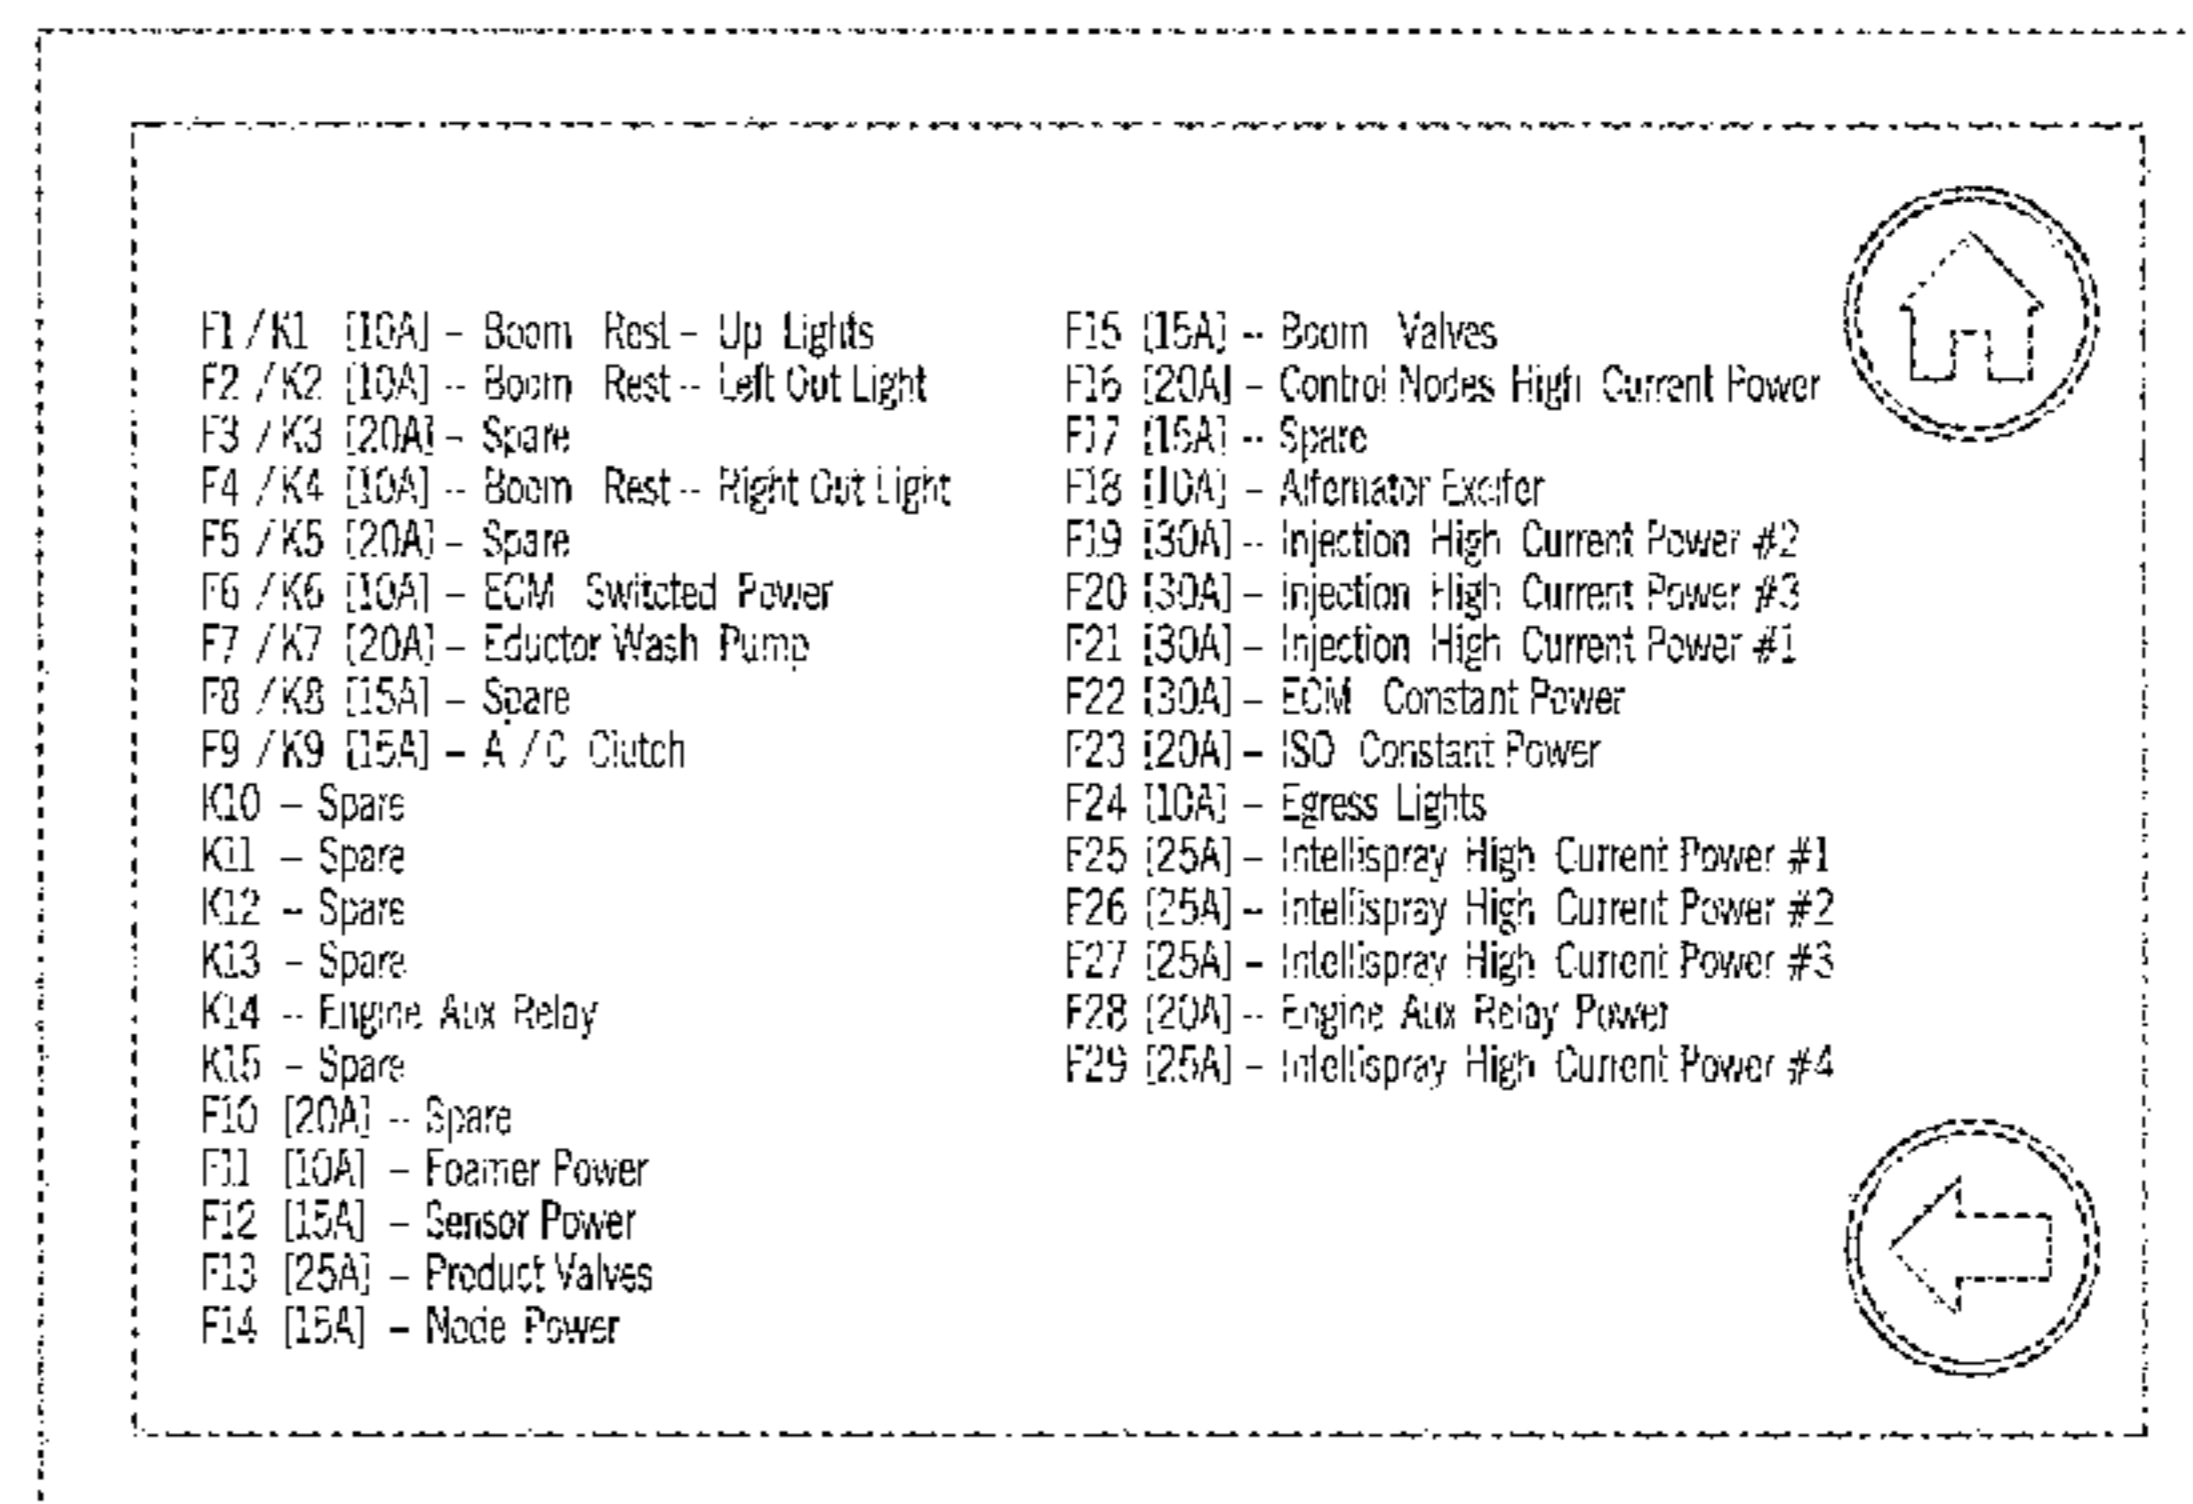 F1 / K1 [10A] – Boom Rest – Up Lights
F2 / K2 [10A] – Boom Rest – Left Out Light
F3 / K3 [20A] – Spare
F4 / K4 [10A] – Boom Rest – Right Out Light
F5 / K5 [20A] – Spare
F6 / K6 [10A] – ECM Switcted Power
F7 / K7 [20A] – Eductor Wash Pump
F8 / K8 [15A] – Spare
F9 / K9 [15A] – A / C Clutch
K10 – Spare
K11 – Spare
K12 – Spare
K13 – Spare
K14 – Engine Aux Relay
K15 – Spare
F10 [20A] – Spare
F11 [10A] – Foamer Power
F12 [15A] – Sensor Power
F13 [25A] – Product Valves
F14 [15A] – Node Power
F15 [15A] – Boom Valves
F16 [20A] – Control Nodes High Current Power
F17 [15A] – Spare
F18 [10A] – Alternator Exciter
F19 [30A] – Injection High Current Power #2
F20 [30A] – Injection High Current Power #3
F21 [30A] – Injection High Current Power #1
F22 [30A] – ECM Constant Power
F23 [20A] – ISO Constant Power
F24 [10A] – Egress Lights
F25 [25A] – Intellispray High Current Power #1
F26 [25A] – Intellispray High Current Power #2
F27 [25A] – Intellispray High Current Power #3
F28 [20A] – Engine Aux Relay Power
F29 [25A] – Intellispray High Current Power #4